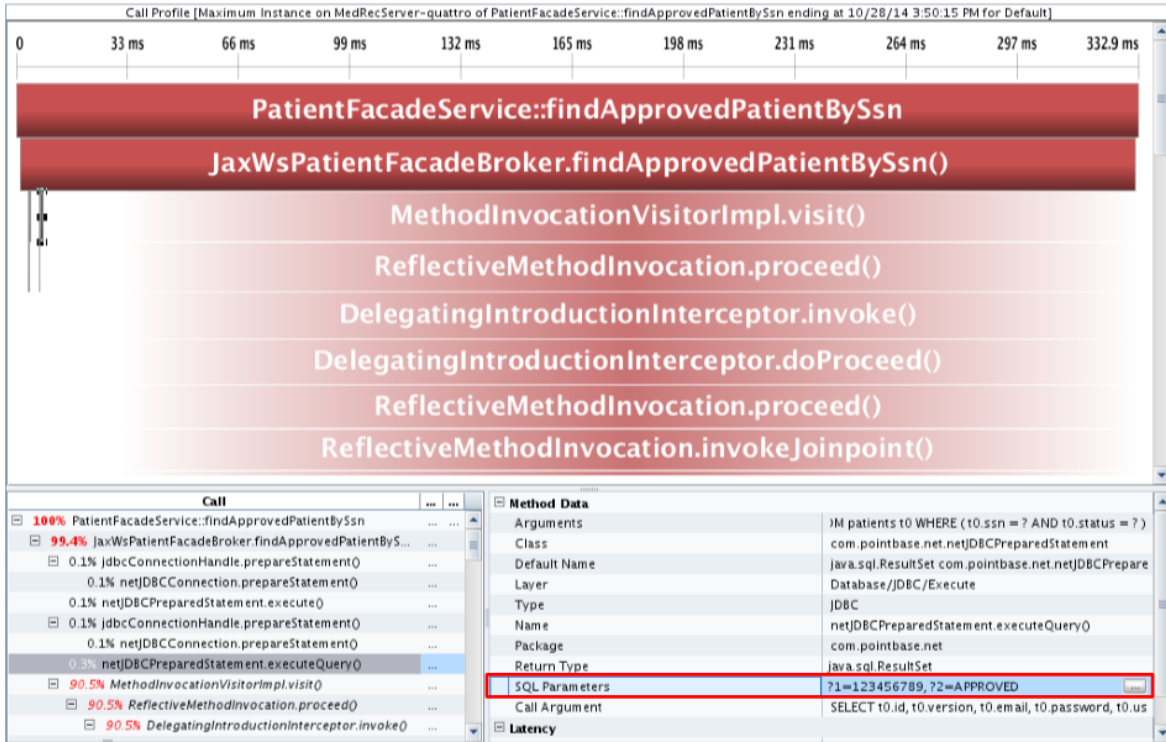 Call Profile [Maximum Instance on MedRecServer-quattro of PatientFacadeService::findApprovedPatientBySsn ending at 10/28/14 3:50:15 PM for Default]
0 33 ms 66 ms 99 ms 132 ms 165 ms 198 ms 231 ms 264 ms 297 ms 332.9 ms
PatientFacadeService::findApprovedPatientBySsn
JaxWsPatientFacadeBroker.findApprovedPatientBySsn()
MethodInvocationVisitorImpl.visit()
ReflectiveMethodInvocation.proceed()
DelegatingIntroductionInterceptor.invoke()
DelegatingIntroductionInterceptor.doProceed()
ReflectiveMethodInvocation.proceed()
ReflectiveMethodInvocation.invokeJoinpoint()
Call ... ...
100% PatientFacadeService::findApprovedPatientBySsn ... ...
99.4% JaxWsPatientFacadeBroker.findApprovedPatientByS... ...
0.1% jdbcConnectionHandle.prepareStatement() ...
0.1% netJDBCConnection.prepareStatement() ...
0.1% netJDBCPreparedStatement.execute() ...
0.1% jdbcConnectionHandle.prepareStatement() ...
0.1% netJDBCConnection.prepareStatement() ...
0.3% netJDBCPreparedStatement.executeQuery() ...
90.5% MethodInvocationVisitorImpl.visit() ...
90.5% ReflectiveMethodInvocation.proceed() ...
90.5% DelegatingIntroductionInterceptor.invoke() ...
Method Data
Arguments )M patients t0 WHERE (t0.ssn = ? AND t0.status = ?)
Class com.pointbase.net.netJDBCPreparedStatement
Default Name java.sql.ResultSet com.pointbase.net.netJDBCPrepare
Layer Database/JDBC/Execute
Type JDBC
Name netJDBCPreparedStatement.executeQuery()
Package com.pointbase.net
Return Type java.sql.ResultSet
SQL Parameters ?1=123456789, ?2=APPROVED ...
Call Argument SELECT t0.id, t0.version, t0.email, t0.password, t0.us
Latency